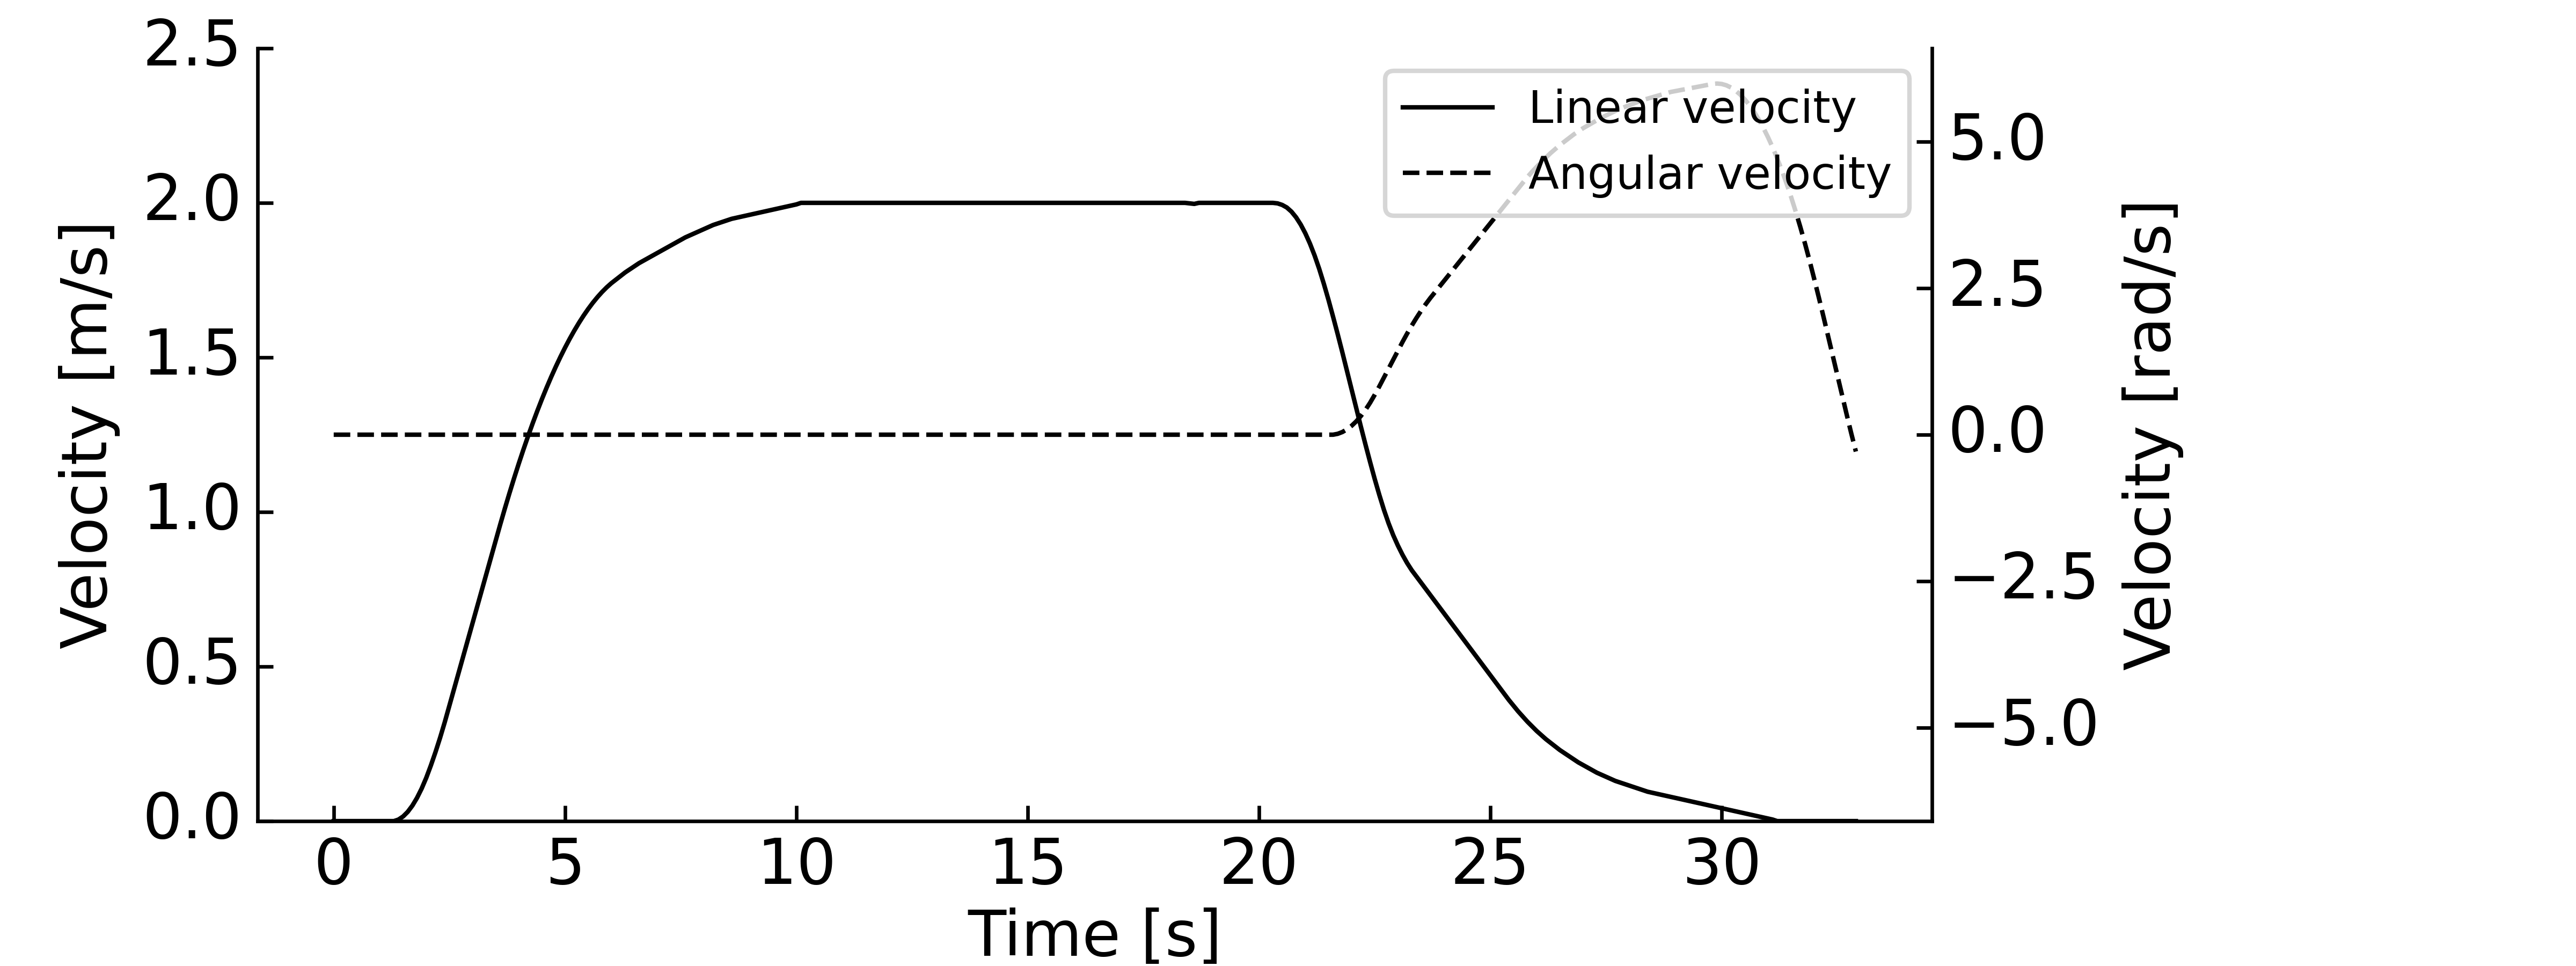 2.5
2.0
1.5
1.0
0.5
0.0
Velocity [m/s]
Linear velocity
Angular velocity
5.0
2.5
0.0
−2.5
−5.0
Velocity [rad/s]
0 5 10 15 20 25 30
Time [s]